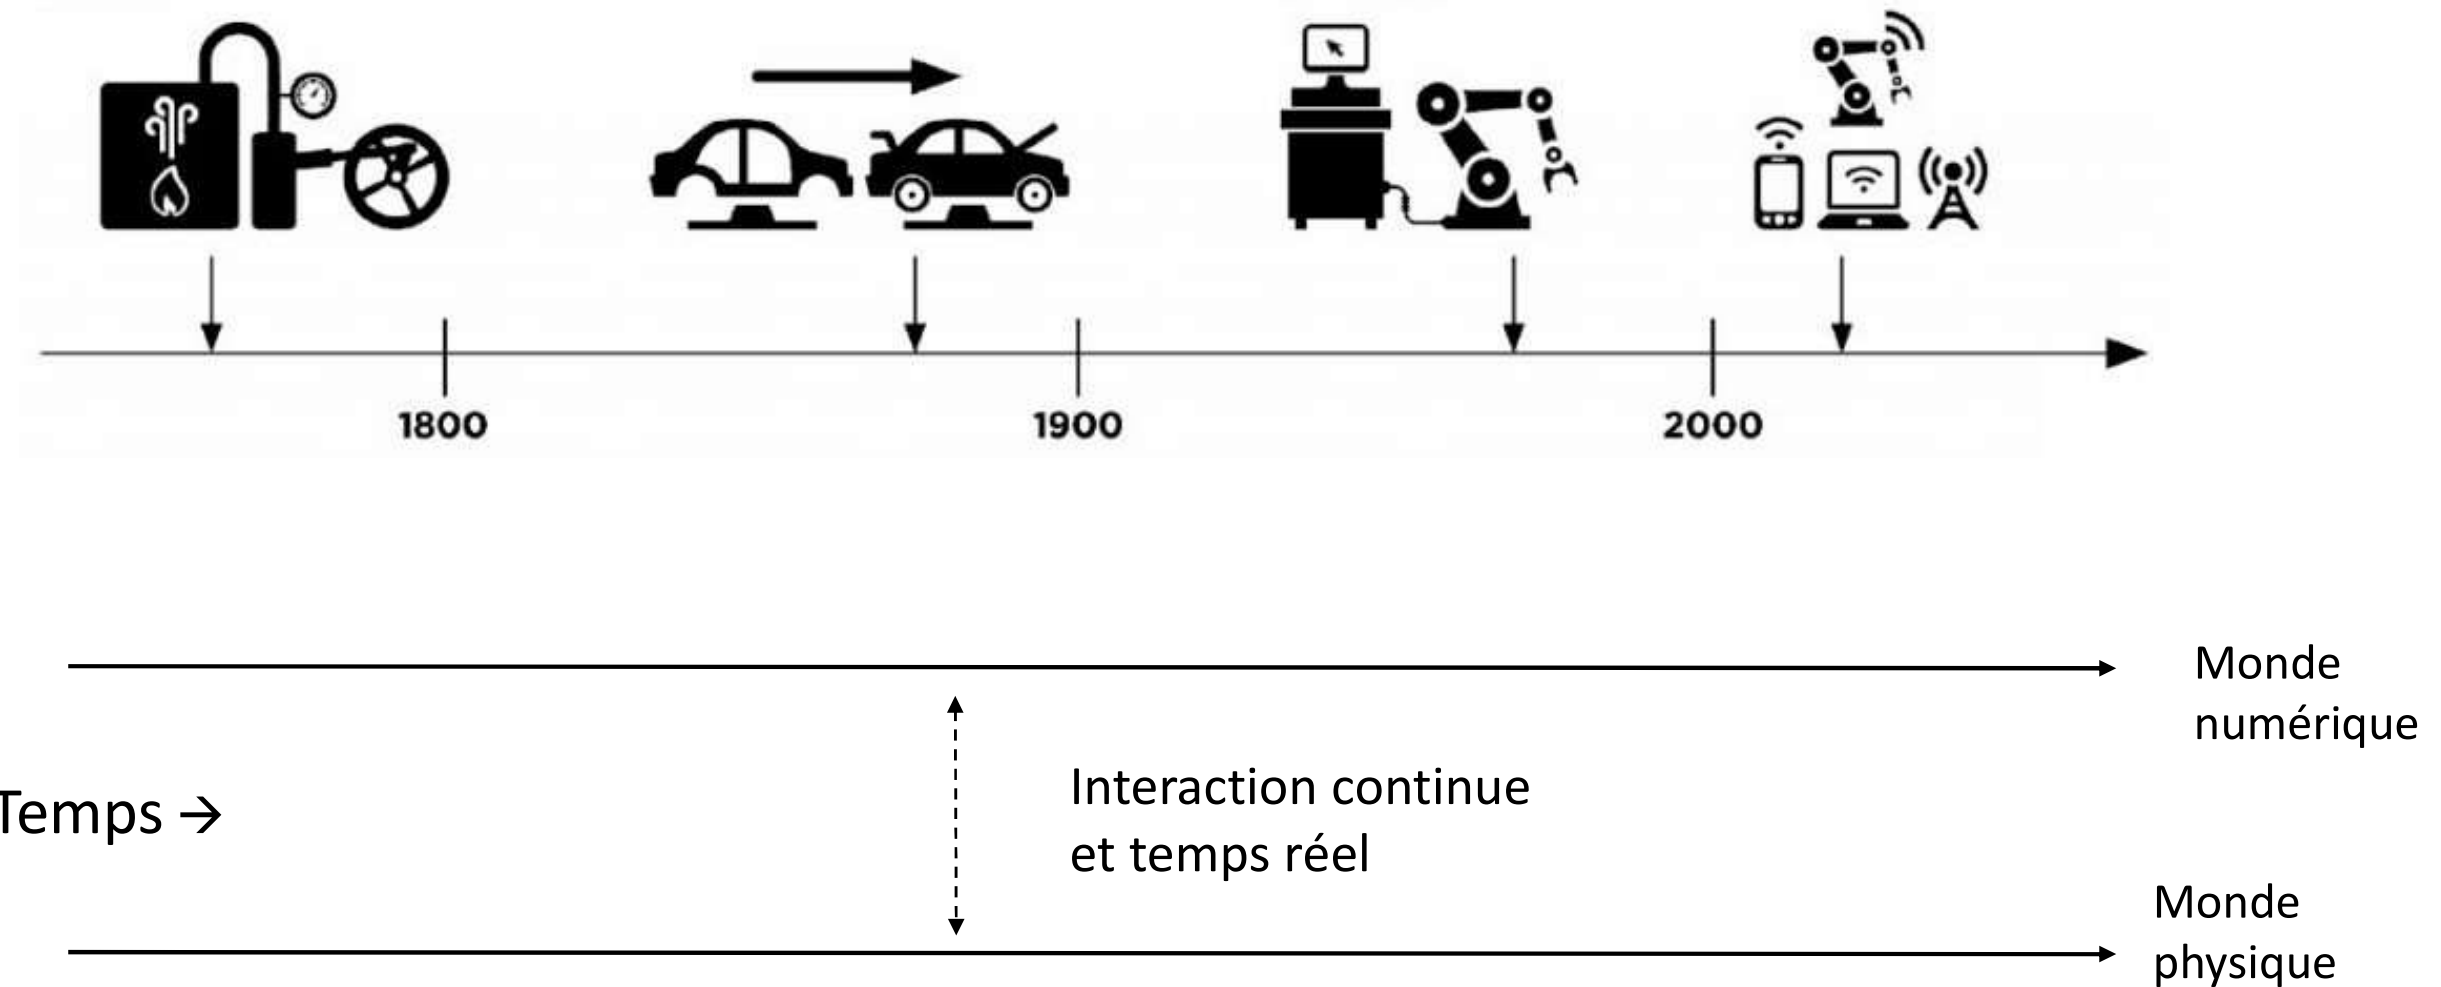 1800
1900
2000
Monde
numérique
Interaction continue
et temps réel
Temps →
Monde
physique